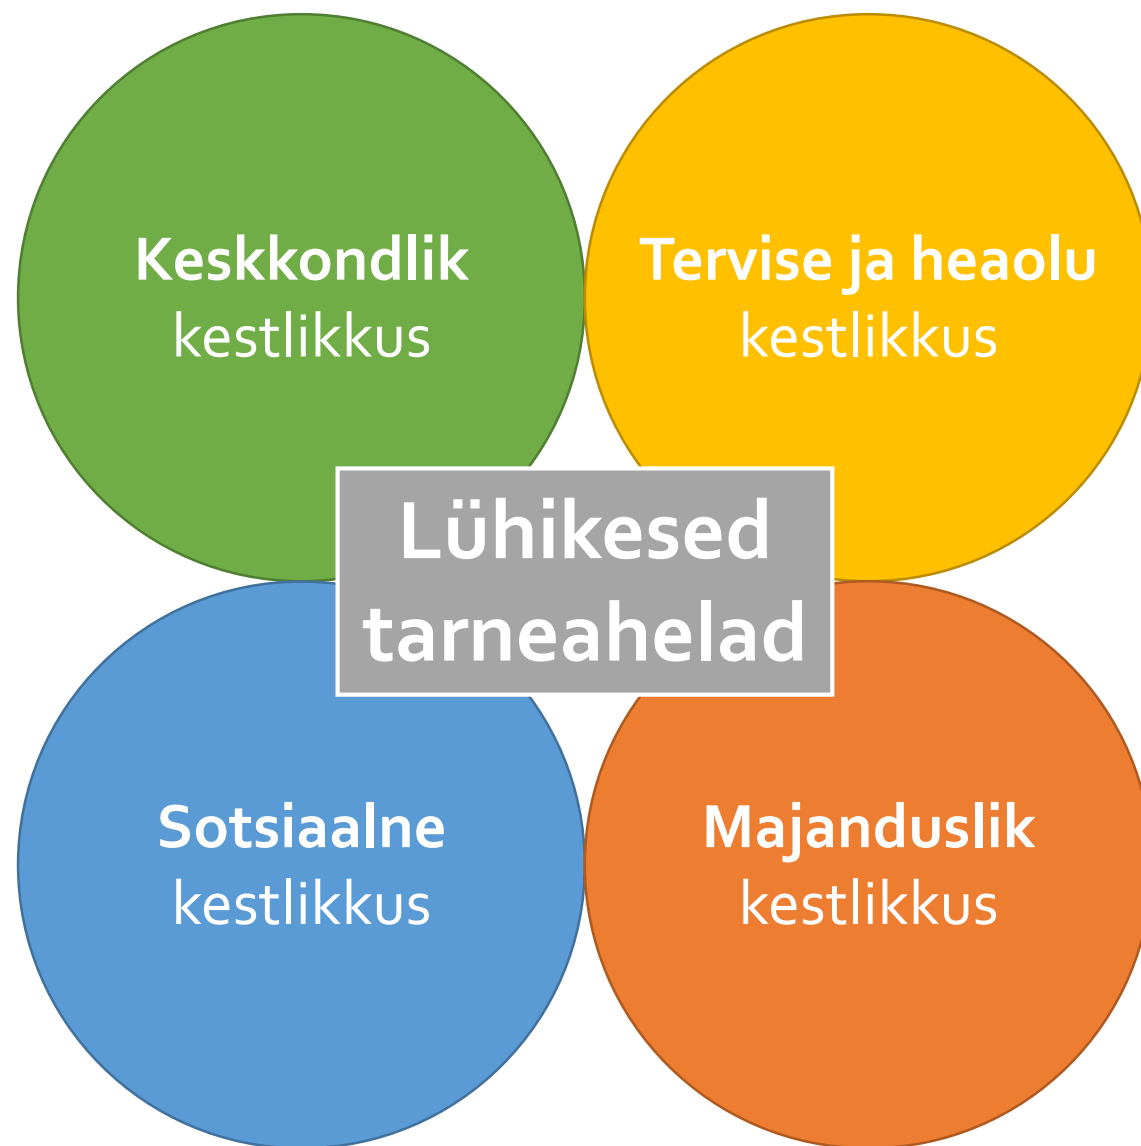 Keskkondlik
kestlikkus
Tervise ja heaolu
kestlikkus
Lühikesed
tarneahelad
Sotsiaalne
kestlikkus
Majanduslik
kestlikkus